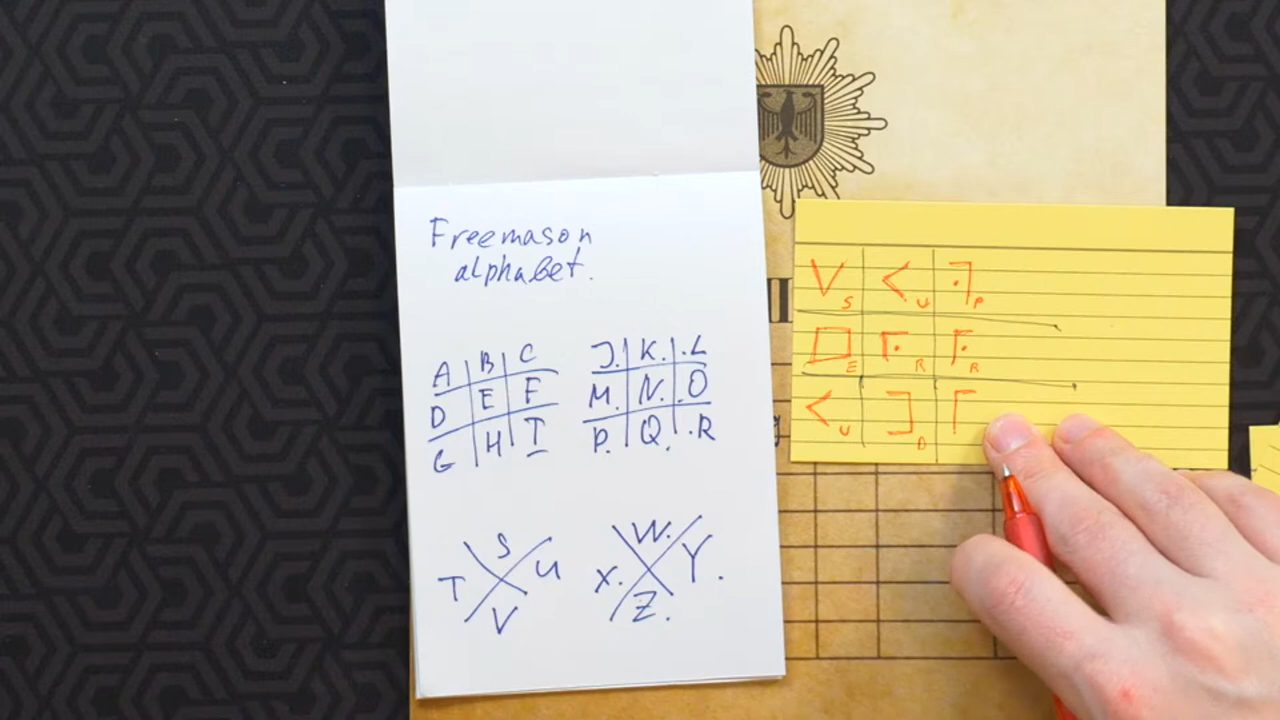 Freemason
alphabet.
A B C
D E F
G H I
J. K. .L
M. N. .O
P. Q. .R
S
T U
V
W.
X. Y.
Z.
S U P
E R R
U D